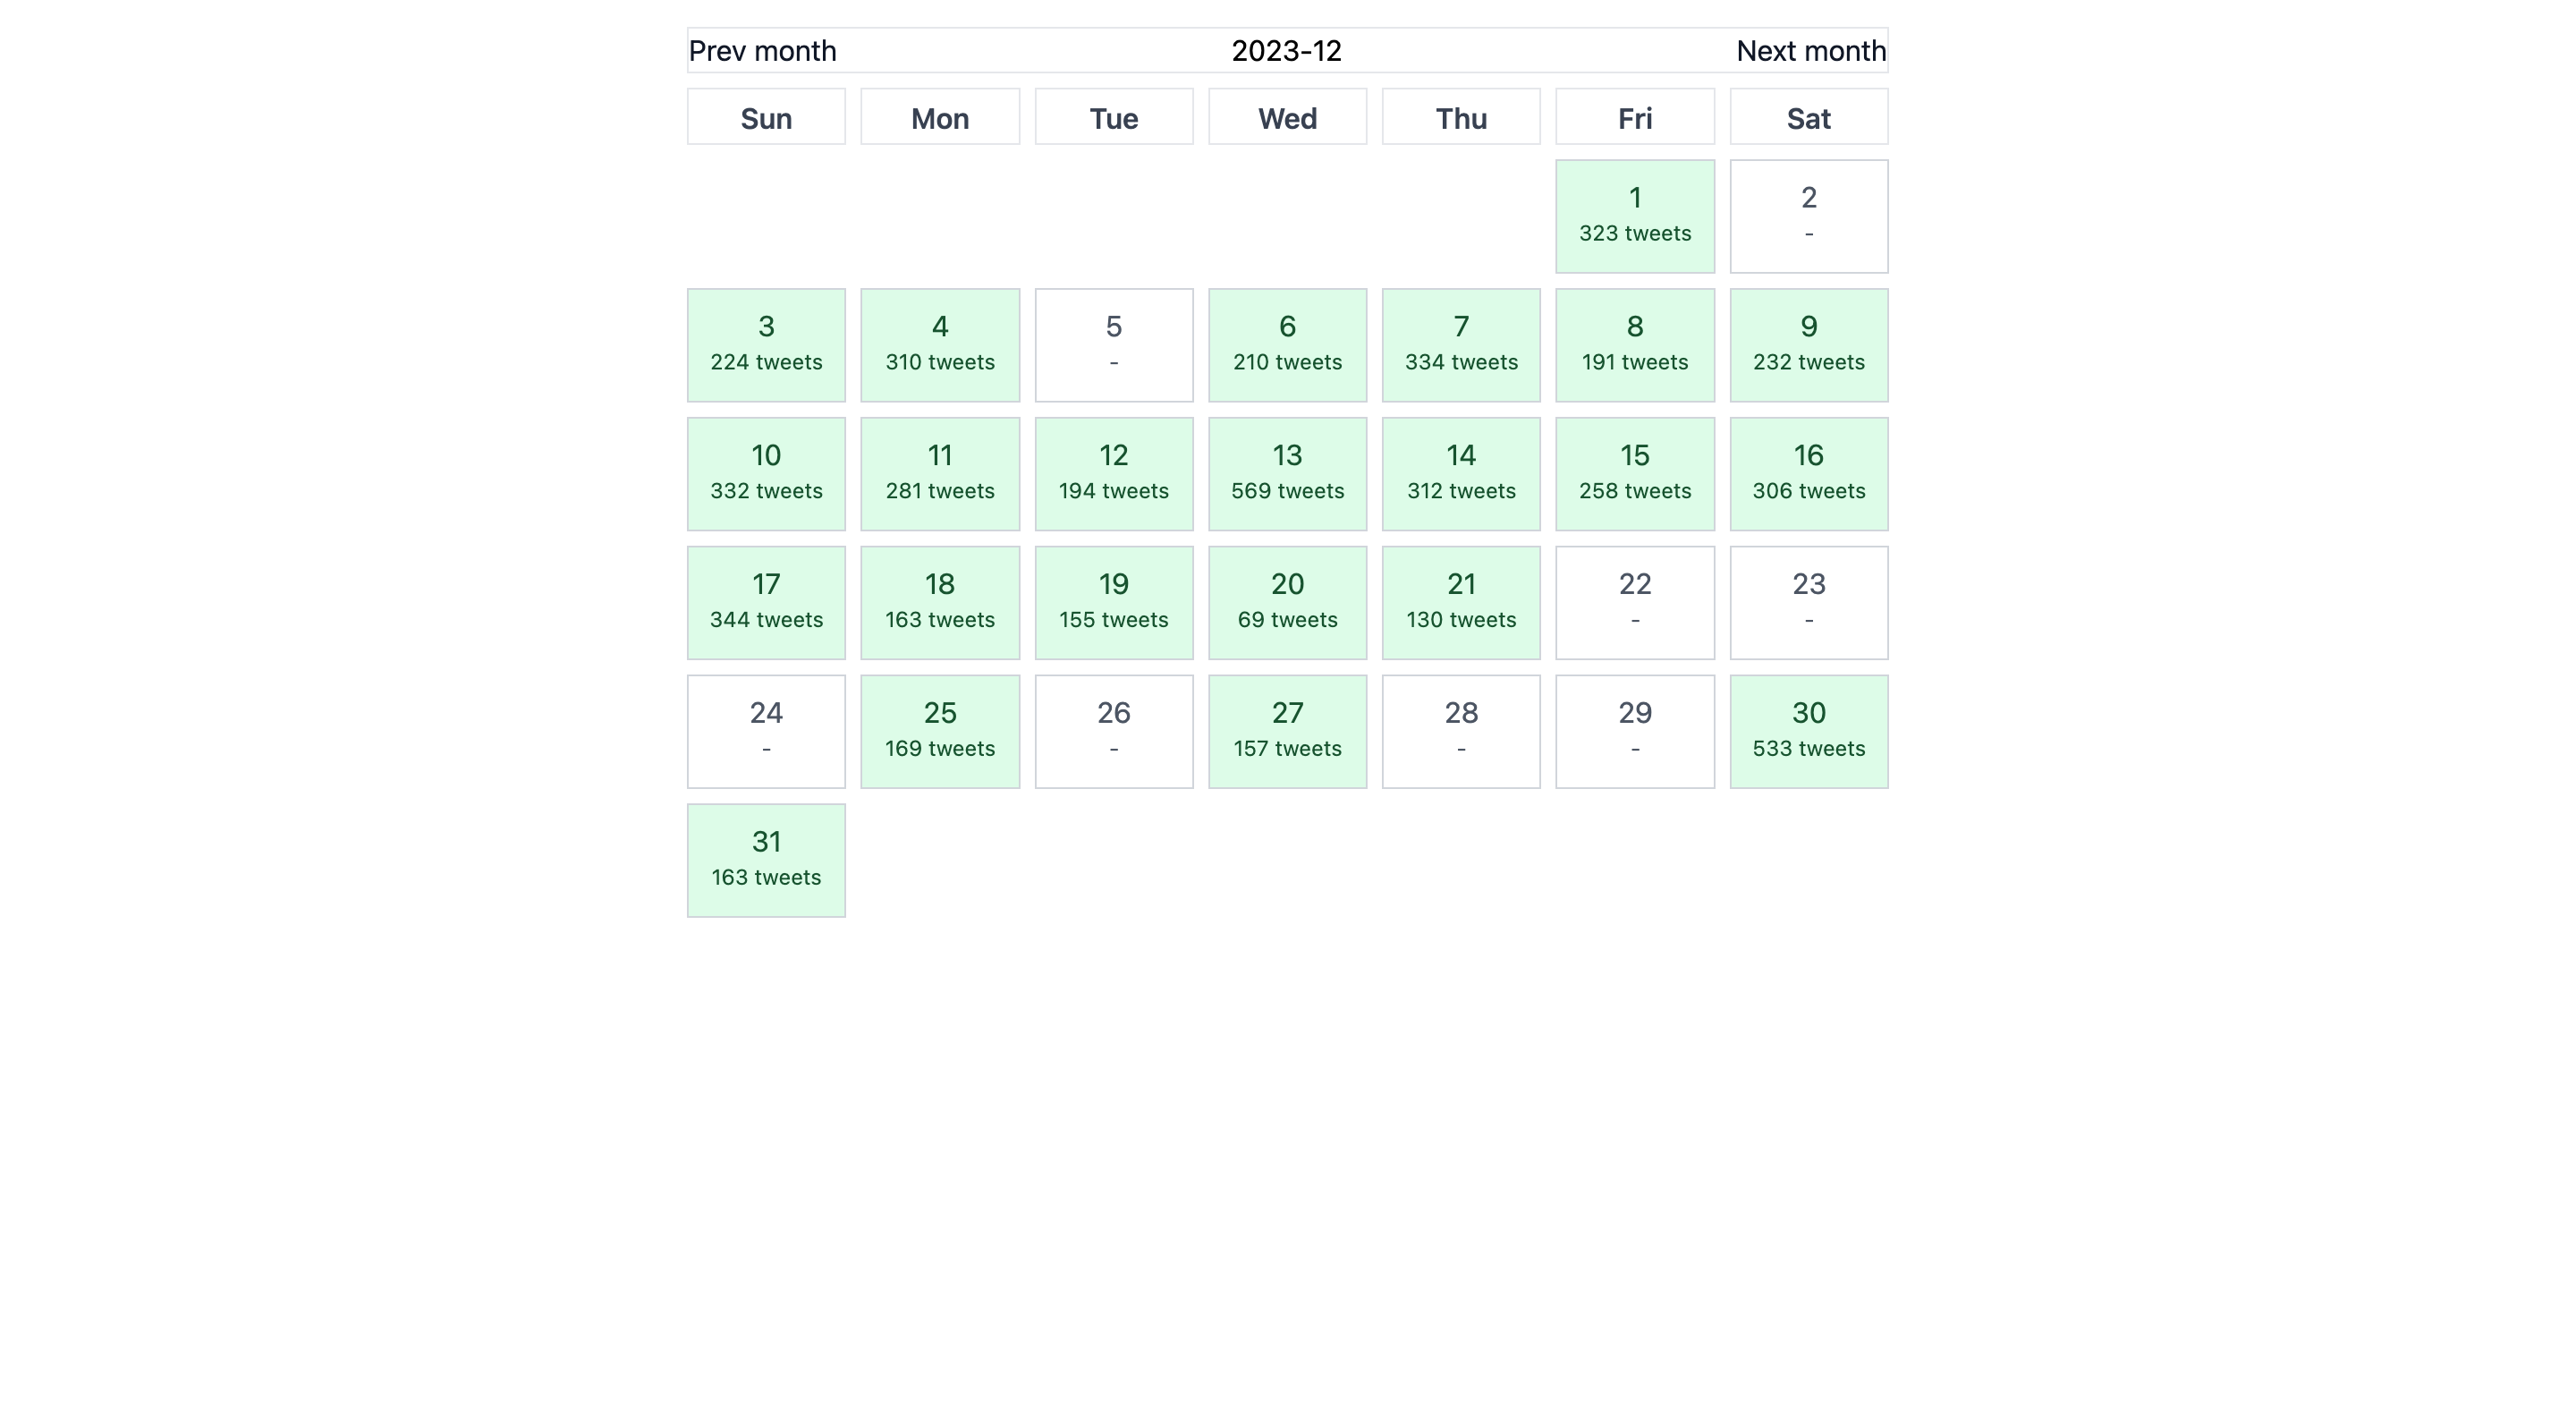 Prev month 2023-12 Next month
Sun Mon Tue Wed Thu Fri Sat
1 2
323 tweets -
3 4 5 6 7 8 9
224 tweets 310 tweets - 210 tweets 334 tweets 191 tweets 232 tweets
10 11 12 13 14 15 16
332 tweets 281 tweets 194 tweets 569 tweets 312 tweets 258 tweets 306 tweets
17 18 19 20 21 22 23
344 tweets 163 tweets 155 tweets 69 tweets 130 tweets - -
24 25 26 27 28 29 30
- 169 tweets - 157 tweets - - 533 tweets
31
163 tweets